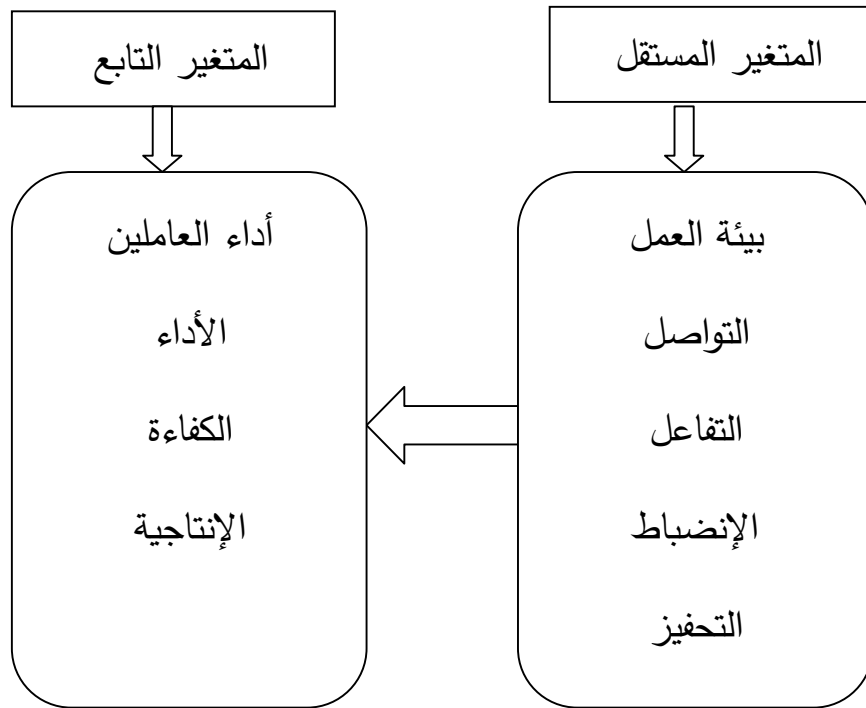 المتغير المستقل
المتغير التابع
بيئة العمل
التواصل
التفاعل
الإنضباط
التحفيز
أداء العاملين
الأداء
الكفاءة
الإنتاجية